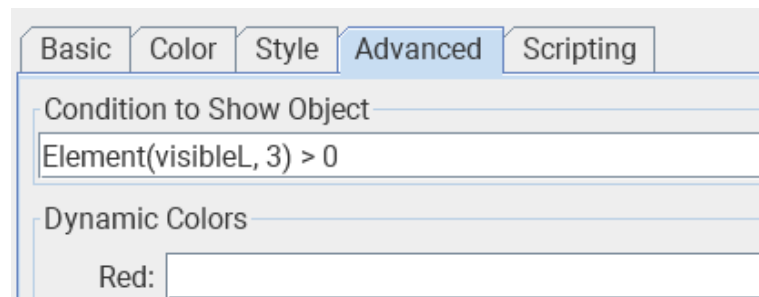 Basic Color Style Advanced Scripting
Condition to Show Object
Element(visibleL, 3) > 0
Dynamic Colors
Red: